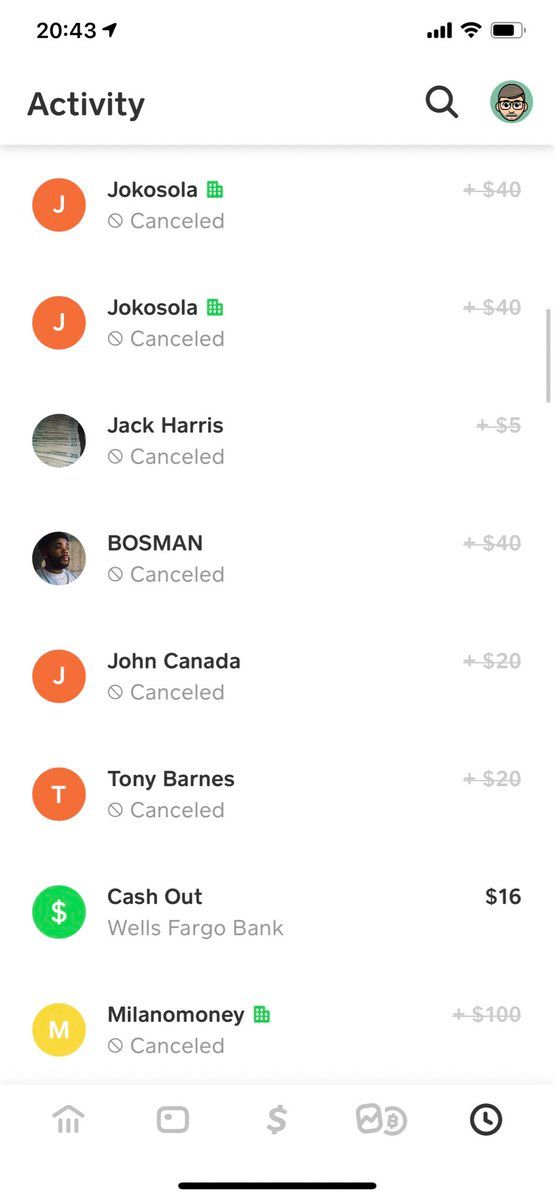 20:43
Activity
J
Jokosola
+ $40
Canceled
J
Jokosola
+ $40
Canceled
Jack Harris
+ $5
Canceled
BOSMAN
+ $40
Canceled
J
John Canada
+ $20
Canceled
T
Tony Barnes
+ $20
Canceled
$
Cash Out
$16
Wells Fargo Bank
M
Milanomoney
+ $100
Canceled
$